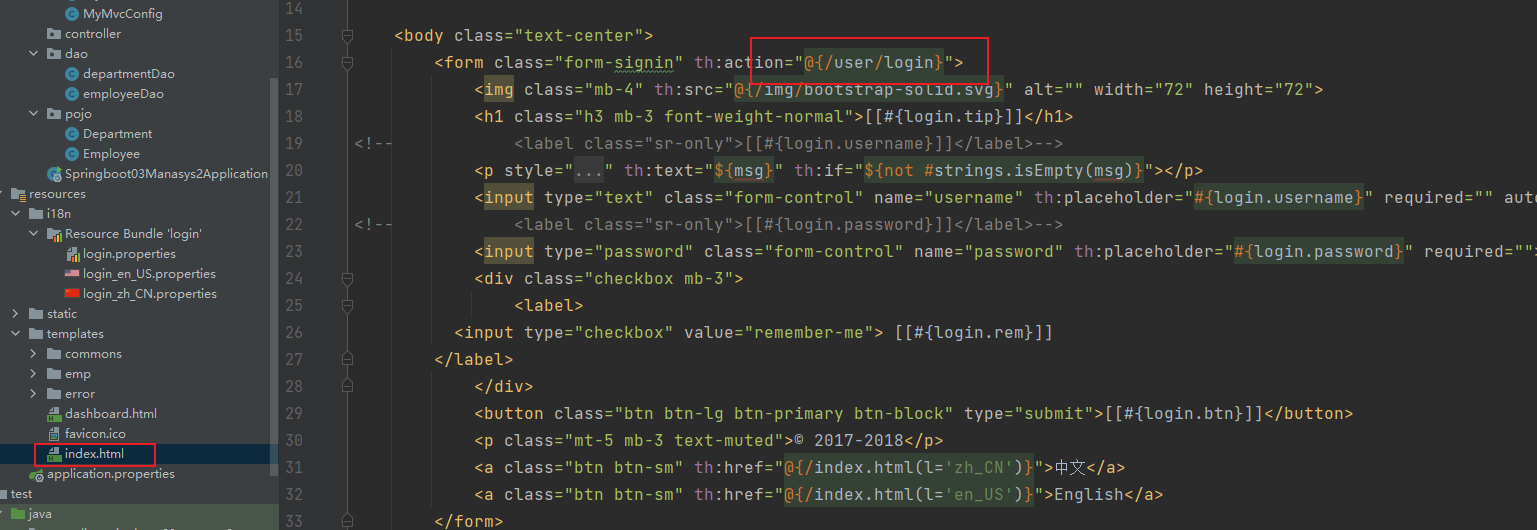 MyMvcConfig
controller
dao
departmentDao
employeeDao
pojo
Department
Employee
Springboot03Manasys2Application
resources
i18n
Resource Bundle 'login'
login.properties
login_en_US.properties
login_zh_CN.properties
static
templates
commons
emp
error
dashboard.html
favicon.ico
index.html
application.properties
test
java
14
15 <body class="text-center">
16 <form class="form-signin" th:action="@{/user/login}">
17 <img class="mb-4" th:src="@{/img/bootstrap-solid.svg}" alt="" width="72" height="72">
18 <h1 class="h3 mb-3 font-weight-normal">[[#{login.tip}]]</h1>
19 <!-- <label class="sr-only">[[#{login.username}]]</label>-->
20 <p style="..." th:text="${msg}" th:if="${not #strings.isEmpty(msg)}"></p>
21 <input type="text" class="form-control" name="username" th:placeholder="#{login.username}" required="" auto
22 <!-- <label class="sr-only">[[#{login.password}]]</label>-->
23 <input type="password" class="form-control" name="password" th:placeholder="#{login.password}" required="">
24 <div class="checkbox mb-3">
25 <label>
26 <input type="checkbox" value="remember-me"> [[#{login.rem}]]
27 </label>
28 </div>
29 <button class="btn btn-lg btn-primary btn-block" type="submit">[[#{login.btn}]]</button>
30 <p class="mt-5 mb-3 text-muted">© 2017-2018</p>
31 <a class="btn btn-sm" th:href="@{/index.html(l='zh_CN')}">中文</a>
32 <a class="btn btn-sm" th:href="@{/index.html(l='en_US')}">English</a>
33 </form>